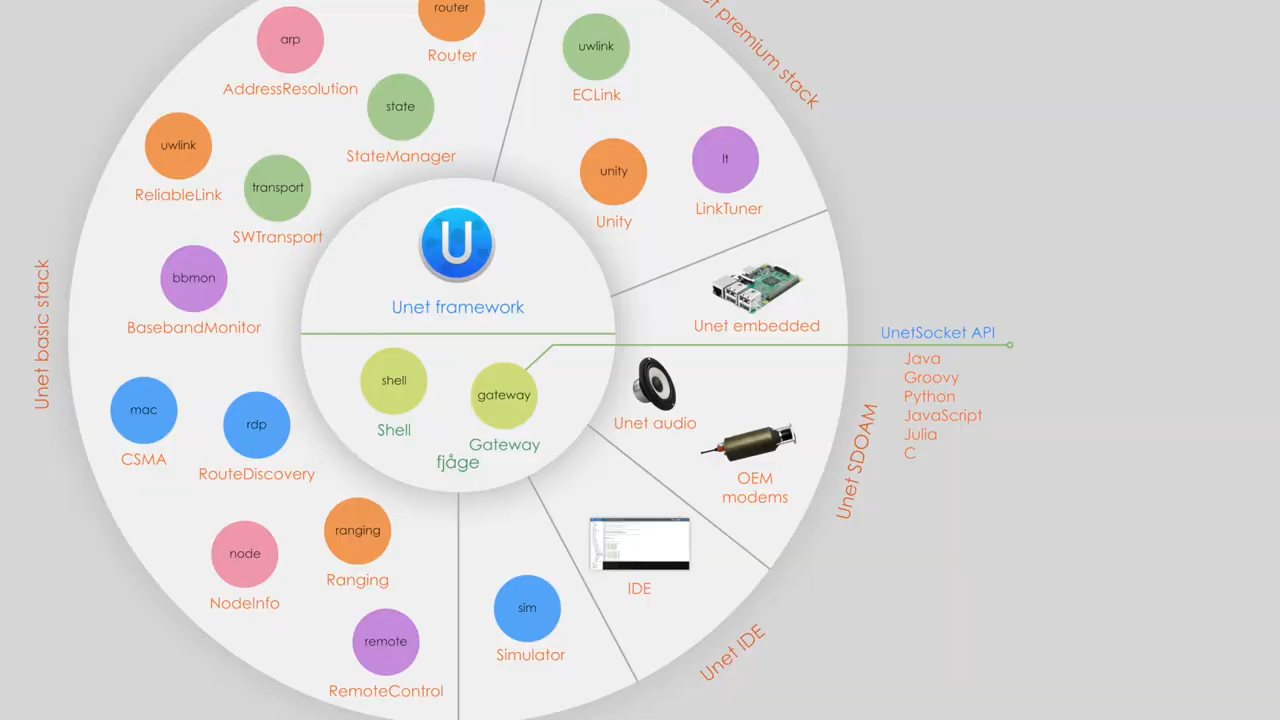 router
Router
arp
AddressResolution
state
StateManager
uwlink
ReliableLink
transport
SWTransport
bbmon
BasebandMonitor
mac
CSMA
rdp
RouteDiscovery
ranging
Ranging
node
NodeInfo
remote
RemoteControl
Unet basic stack
premium stack
uwlink
ECLink
unity
Unity
lt
LinkTuner
U
Unet framework
shell
Shell
gateway
Gateway
fjåge
Unet embedded
Unet audio
OEM
modems
Unet SDOAM
UnetSocket API
Java
Groovy
Python
JavaScript
Julia
C
IDE
sim
Simulator
Unet IDE